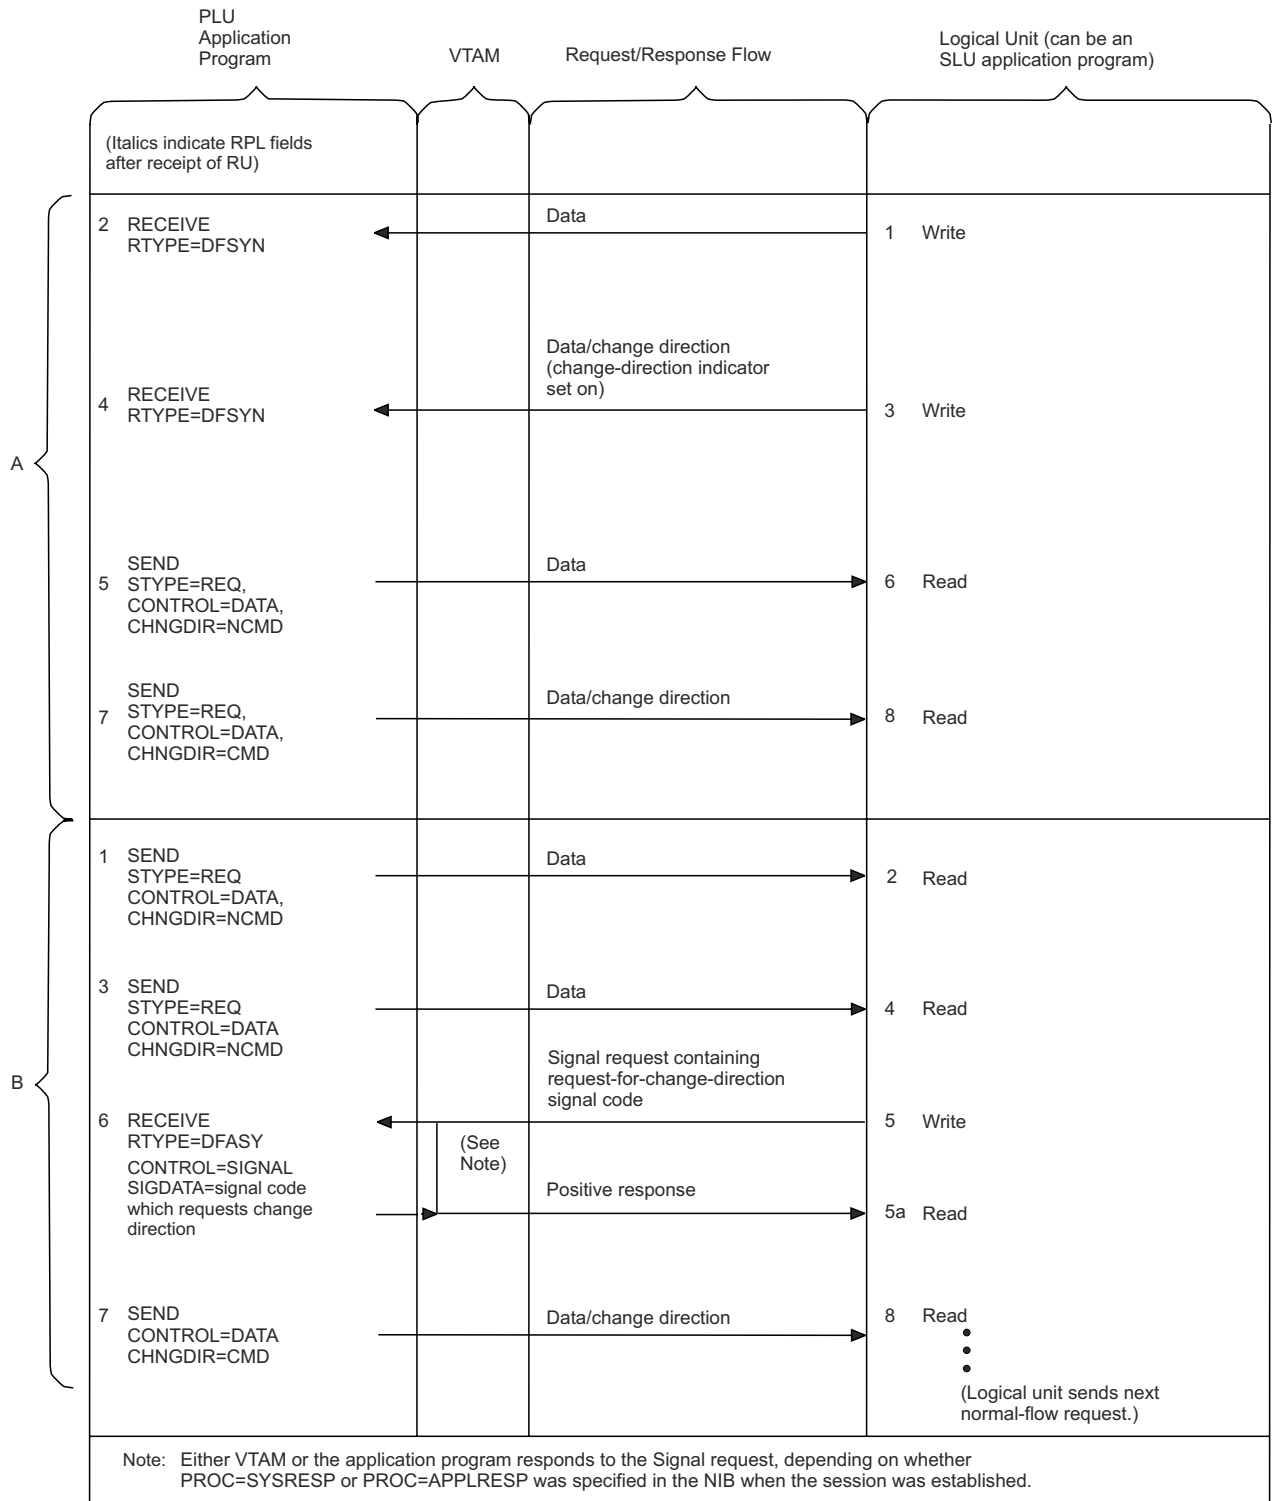 PLU
Application
Program
VTAM
Request/Response Flow
Logical Unit (can be an
SLU application program)
(Italics indicate RPL fields
after receipt of RU)
A
2 RECEIVE
RTYPE=DFSYN
Data
1 Write
4 RECEIVE
RTYPE=DFSYN
Data/change direction
(change-direction indicator
set on)
3 Write
5 SEND
STYPE=REQ,
CONTROL=DATA,
CHNGDIR=NCMD
Data
6 Read
7 SEND
STYPE=REQ,
CONTROL=DATA,
CHNGDIR=CMD
Data/change direction
8 Read
B
1 SEND
STYPE=REQ
CONTROL=DATA,
CHNGDIR=NCMD
Data
2 Read
3 SEND
STYPE=REQ
CONTROL=DATA
CHNGDIR=NCMD
Data
4 Read
Signal request containing
request-for-change-direction
signal code
6 RECEIVE
RTYPE=DFASY
CONTROL=SIGNAL
SIGDATA=signal code
which requests change
direction
(See
Note)
5 Write
Positive response
5a Read
7 SEND
CONTROL=DATA
CHNGDIR=CMD
Data/change direction
8 Read
(Logical unit sends next
normal-flow request.)
Note: Either VTAM or the application program responds to the Signal request, depending on whether
PROC=SYSRESP or PROC=APPLRESP was specified in the NIB when the session was established.